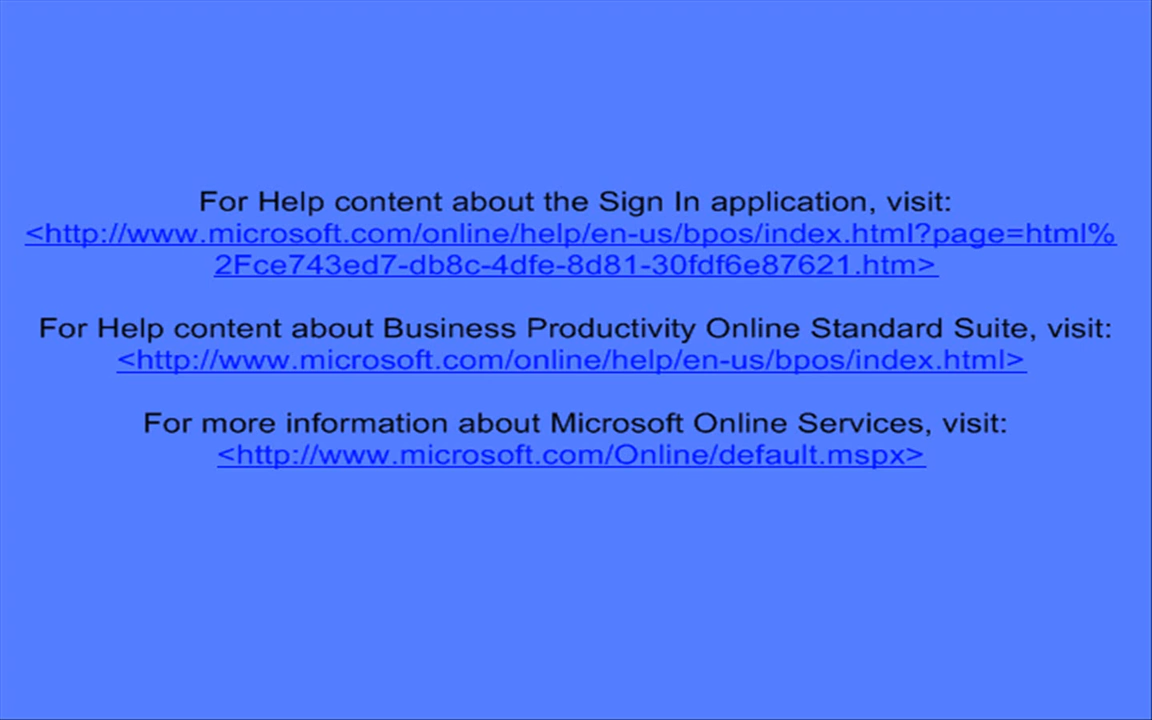 For Help content about the Sign In application, visit:
<http://www.microsoft.com/online/help/en-us/bpos/index.html?page=html%
2Fce743ed7-db8c-4dfe-8d81-30fdf6e87621.htm>
For Help content about Business Productivity Online Standard Suite, visit:
<http://www.microsoft.com/online/help/en-us/bpos/index.html>
For more information about Microsoft Online Services, visit:
<http://www.microsoft.com/Online/default.mspx>